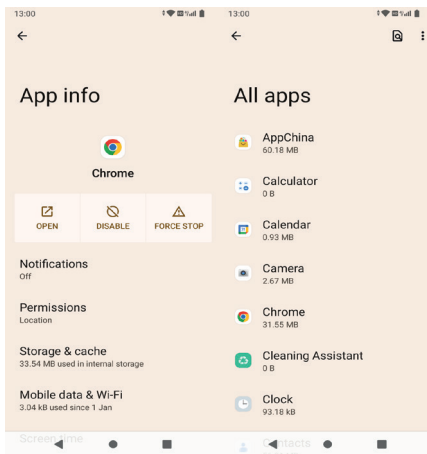 13:00
App info
Chrome
OPEN
DISABLE
FORCE STOP
Notifications
Off
Permissions
Location
Storage & cache
33.54 MB used in internal storage
Mobile data & Wi-Fi
3.04 kB used since 1 Jan
Screen time
13:00
All apps
AppChina
60.18 MB
Calculator
0 B
Calendar
0.93 MB
Camera
2.67 MB
Chrome
31.55 MB
Cleaning Assistant
0 B
Clock
93.18 kB
Contacts